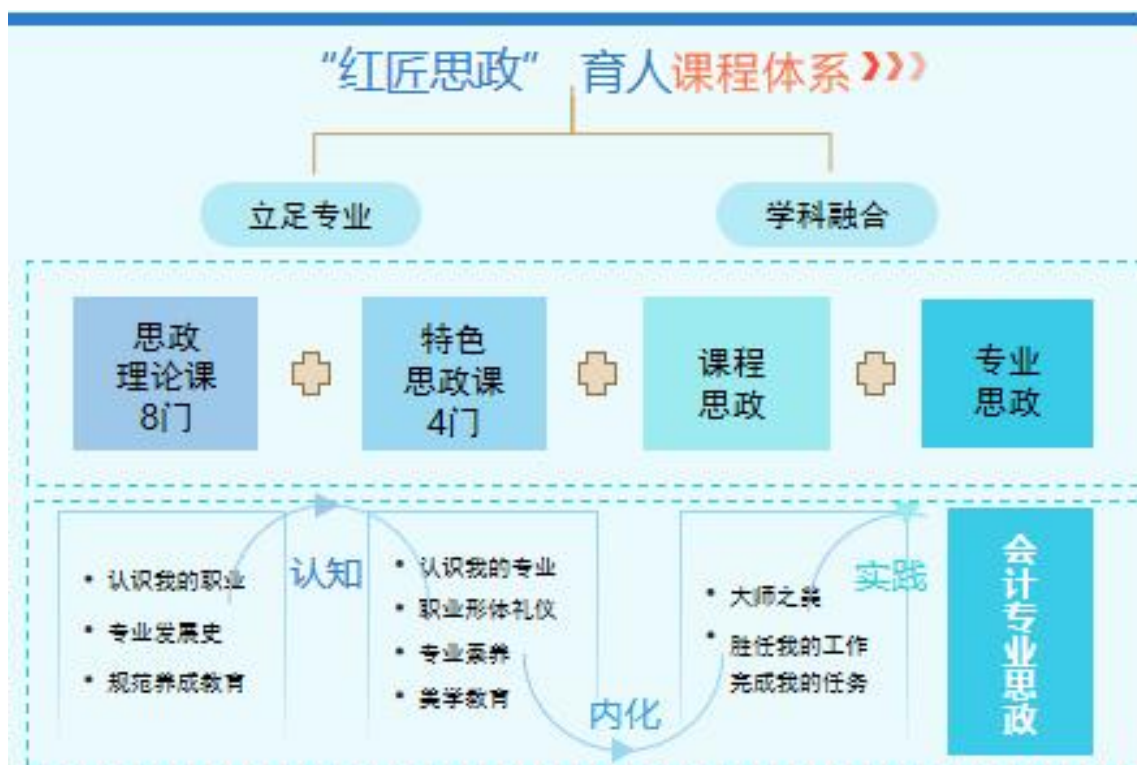 “红匠思政” 育人课程体系
立足专业
学科融合
思政
理论课
8门
特色
思政课
4门
课程
思政
专业
思政
• 认识我的职业
• 专业发展史
• 规范养成教育
认知
• 认识我的专业
• 职业形体礼仪
• 专业素养
• 美学教育
内化
• 大师之美
• 胜任我的工作
完成我的任务
实践
会计专业思政